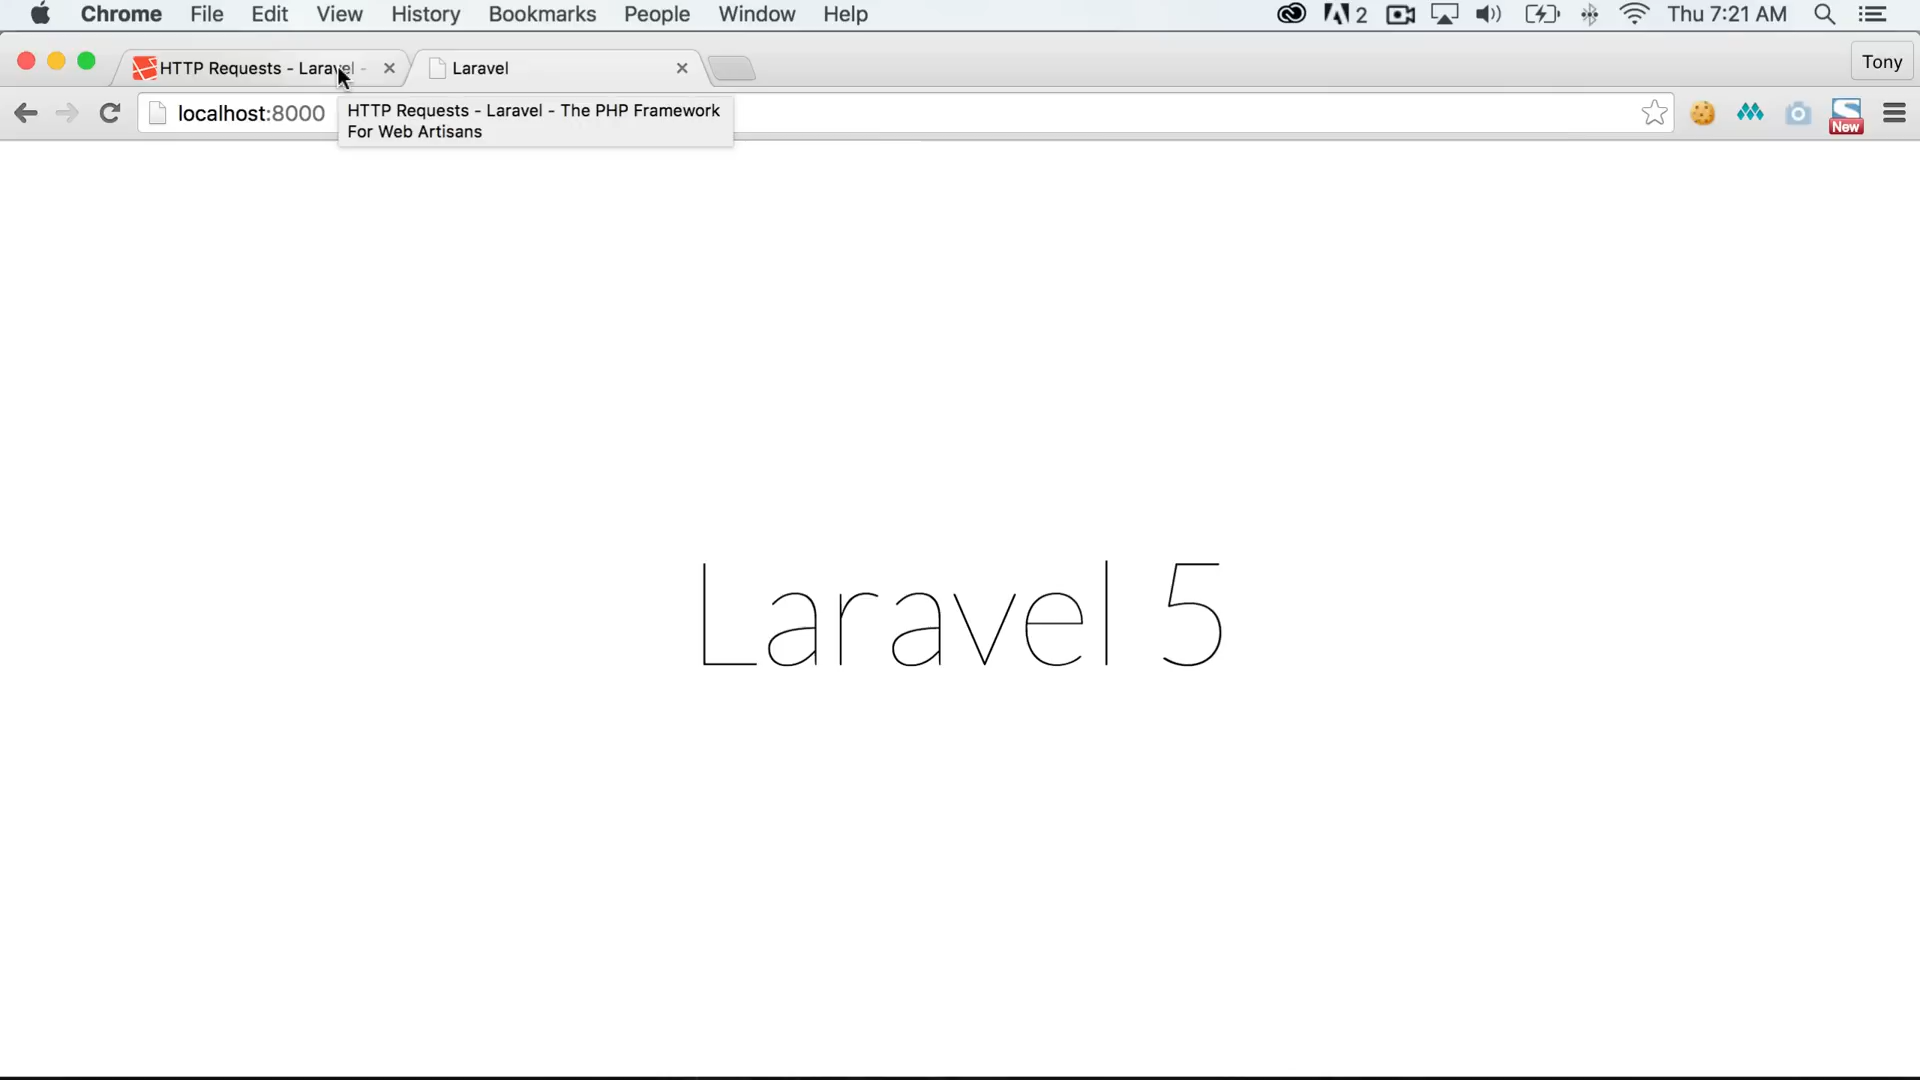 Chrome File Edit View History Bookmarks People Window Help 2 Thu 7:21 AM
HTTP Requests - Laravel - Laravel Tony
localhost:8000 New
HTTP Requests - Laravel - The PHP Framework
For Web Artisans
Laravel 5